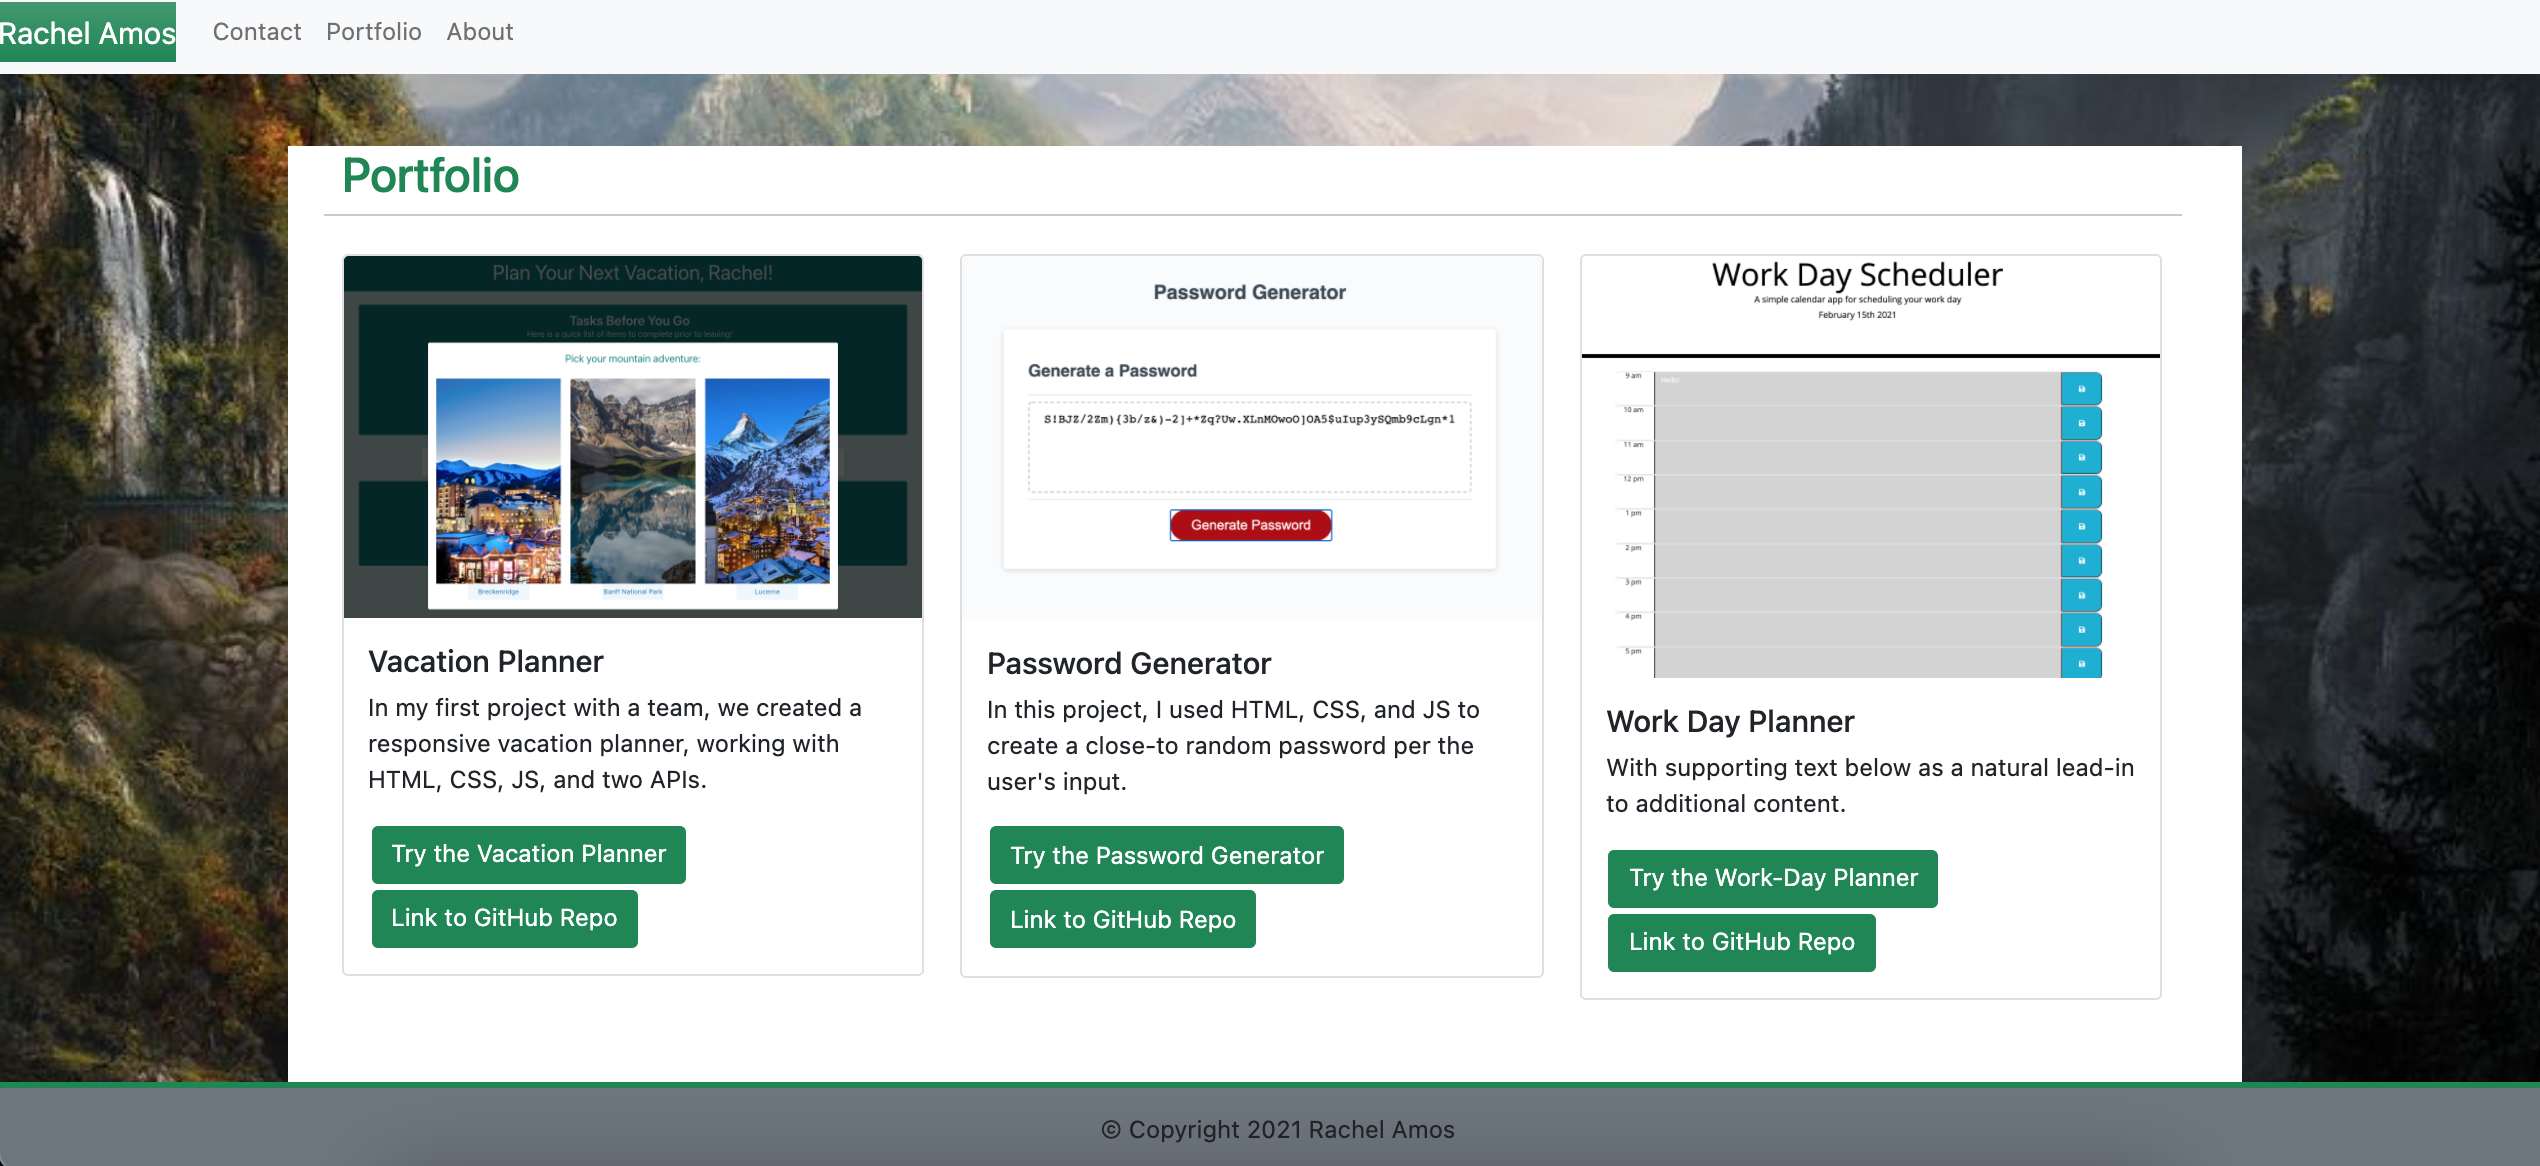 Rachel Amos
Contact
Portfolio
About
Portfolio
Plan Your Next Vacation, Rachel!
Tasks Before You Go
Here is a quick list of items to complete prior to leaving!
Pick your mountain adventure:
Breckenridge
Banff National Park
Lucerne
Vacation Planner
In my first project with a team, we created a
responsive vacation planner, working with
HTML, CSS, JS, and two APIs.
Try the Vacation Planner
Link to GitHub Repo
Password Generator
Generate a Password
S!BJZ/2Zm){3b/z&)-2]+*Zq?Uw.XLnMOwoO]OA5$uIup3ySQmb9cLgn*1
Generate Password
Password Generator
In this project, I used HTML, CSS, and JS to
create a close-to random password per the
user's input.
Try the Password Generator
Link to GitHub Repo
Work Day Scheduler
A simple calendar app for scheduling your work day
February 15th 2021
9 am
Hello!
10 am
11 am
12 pm
1 pm
2 pm
3 pm
4 pm
5 pm
Work Day Planner
With supporting text below as a natural lead-in
to additional content.
Try the Work-Day Planner
Link to GitHub Repo
© Copyright 2021 Rachel Amos